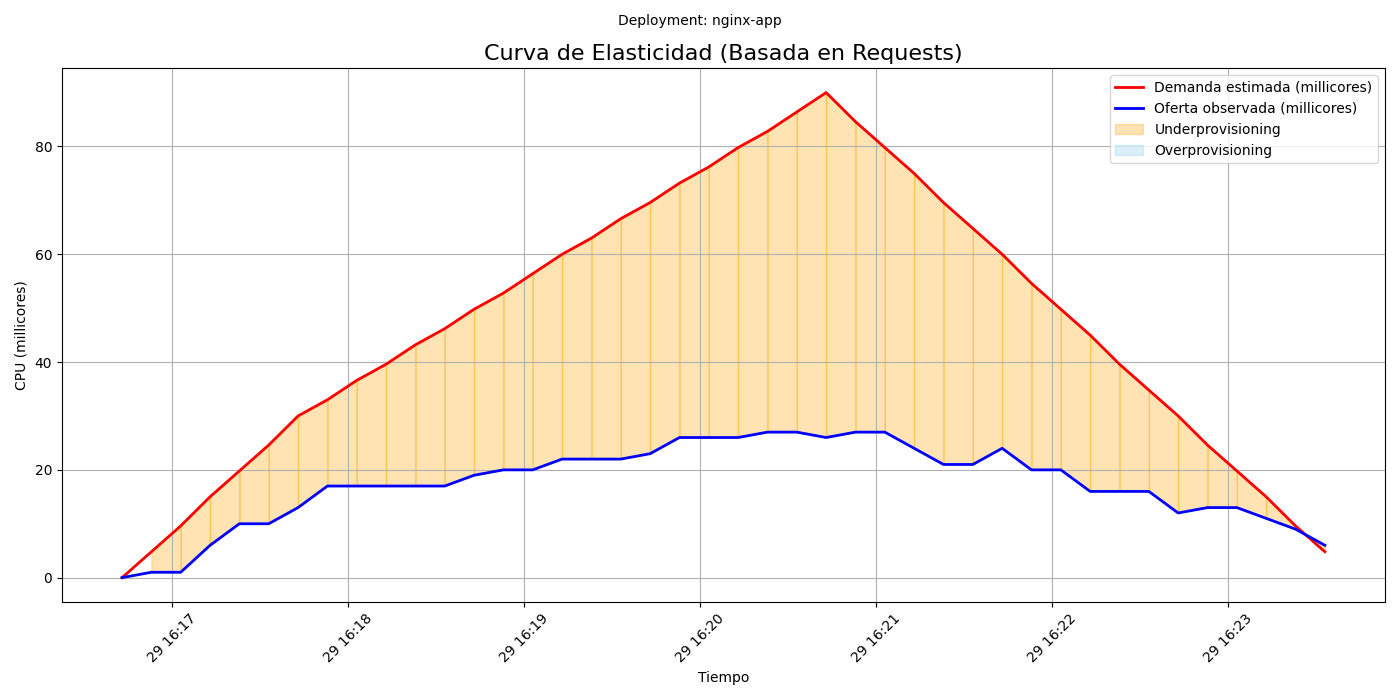 Deployment: nginx-app
Curva de Elasticidad (Basada en Requests)
Demanda estimada (millicores)
Oferta observada (millicores)
Underprovisioning
Overprovisioning
CPU (millicores)
80
60
40
20
0
29 16:17
29 16:18
29 16:19
29 16:20
29 16:21
29 16:22
29 16:23
Tiempo